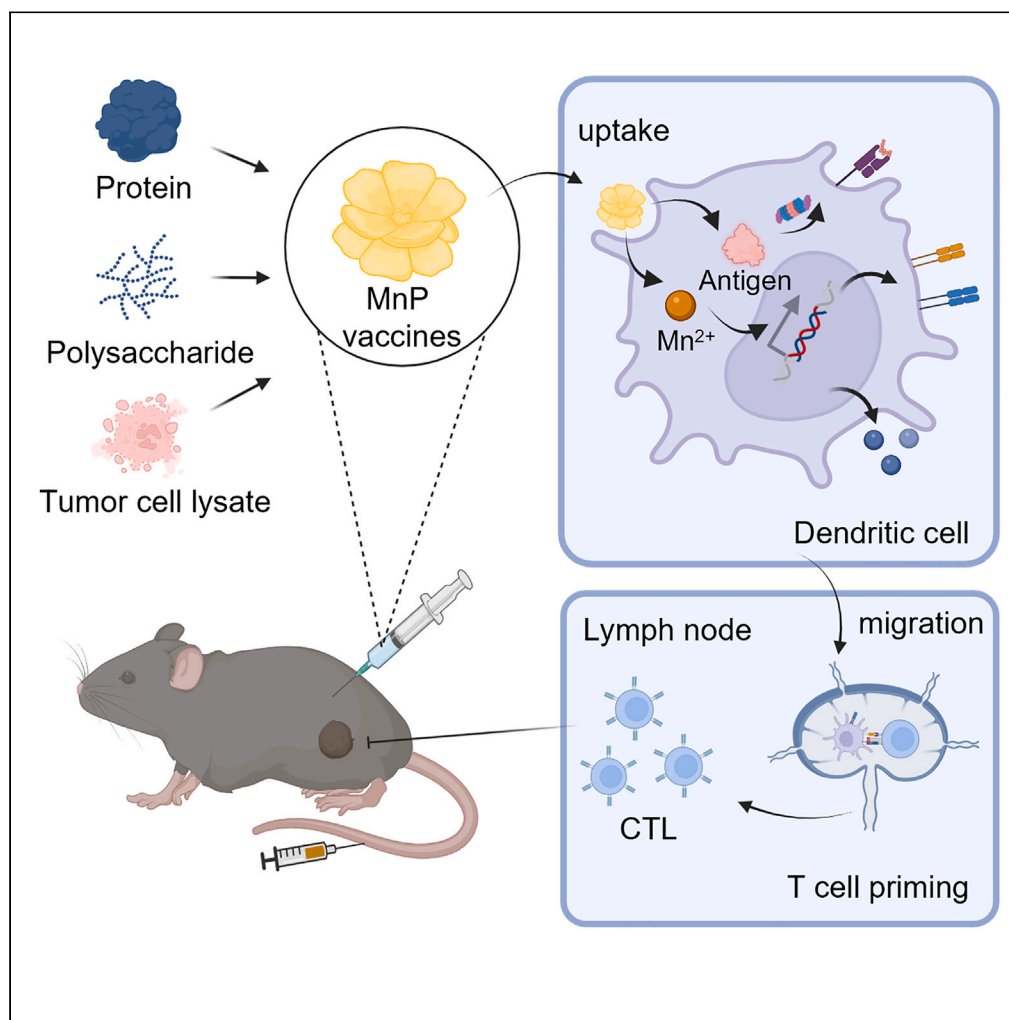 Protein
Polysaccharide
Tumor cell lysate
MnP
vaccines
uptake
Antigen
Mn²⁺
Dendritic cell
migration
Lymph node
CTL
T cell priming